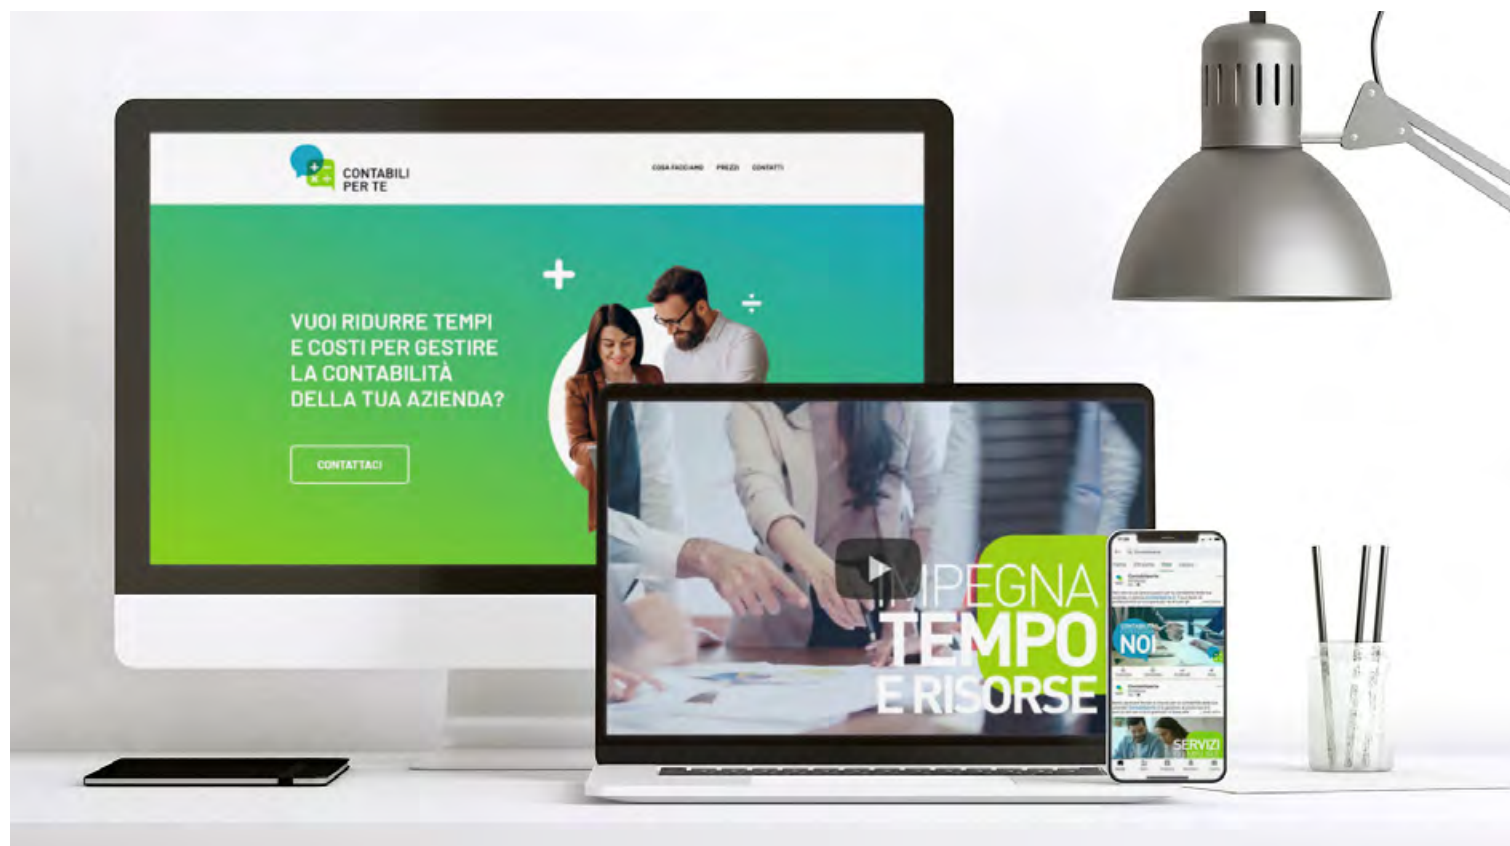 CONTABILI
PER TE
COSA FACCIAMO PREZZI CONTATTI
VUOI RIDURRE TEMPI
E COSTI PER GESTIRE
LA CONTABILITÀ
DELLA TUA AZIENDA?
CONTATTACI
IMPEGNA
TEMPO
E RISORSE
NOI
SERVIZI